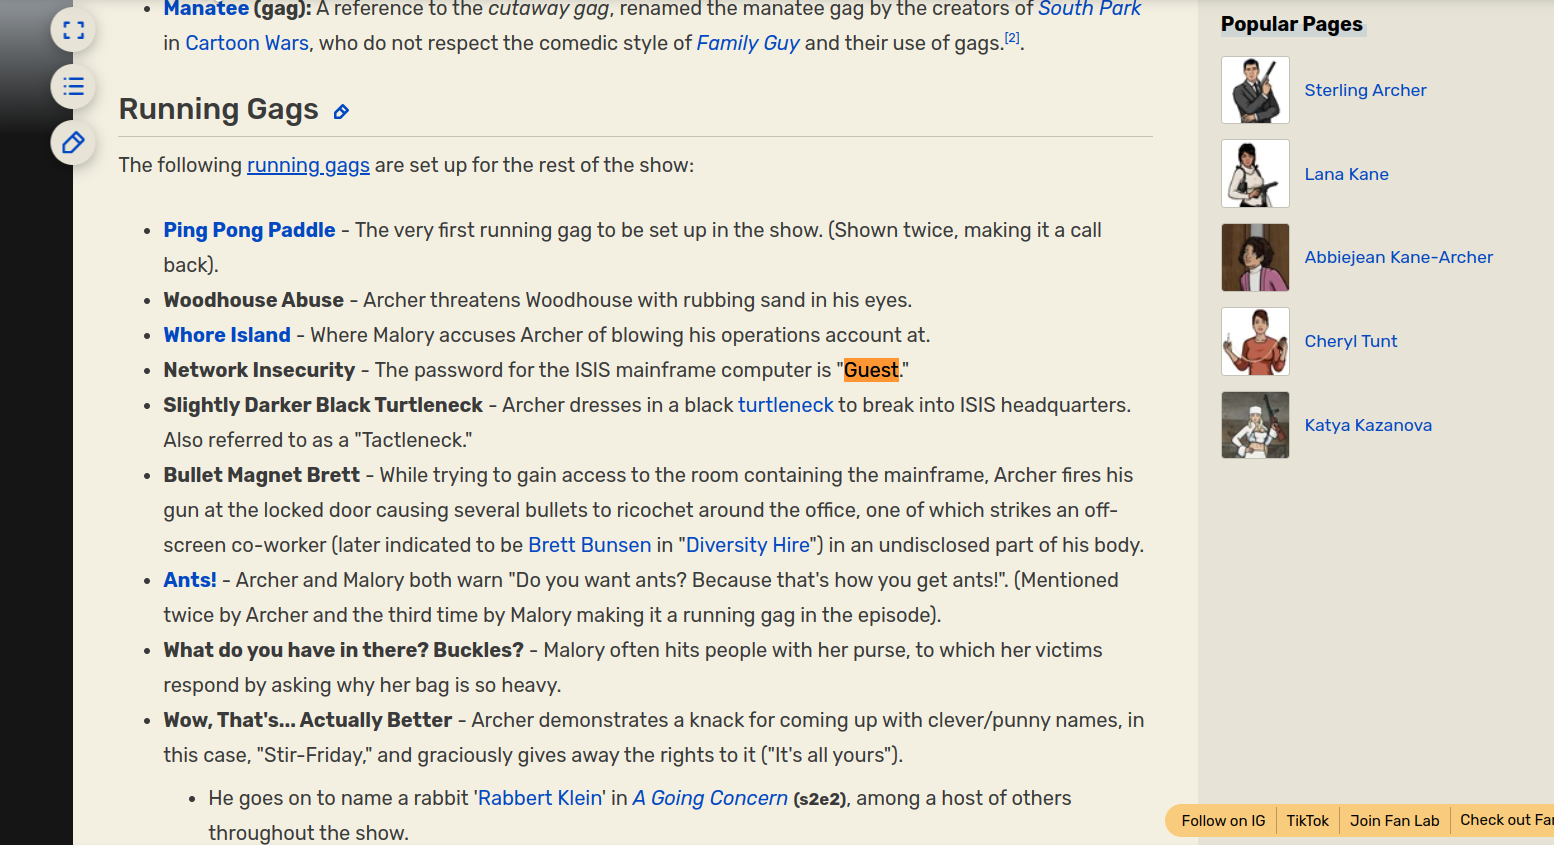 Manatee (gag): A reference to the cutaway gag, renamed the manatee gag by the creators of South Park
in Cartoon Wars, who do not respect the comedic style of Family Guy and their use of gags.[2].
Running Gags
The following running gags are set up for the rest of the show:
• Ping Pong Paddle - The very first running gag to be set up in the show. (Shown twice, making it a call
back).
• Woodhouse Abuse - Archer threatens Woodhouse with rubbing sand in his eyes.
• Whore Island - Where Malory accuses Archer of blowing his operations account at.
• Network Insecurity - The password for the ISIS mainframe computer is "Guest."
• Slightly Darker Black Turtleneck - Archer dresses in a black turtleneck to break into ISIS headquarters.
Also referred to as a "Tactleneck."
• Bullet Magnet Brett - While trying to gain access to the room containing the mainframe, Archer fires his
gun at the locked door causing several bullets to ricochet around the office, one of which strikes an off-
screen co-worker (later indicated to be Brett Bunsen in "Diversity Hire") in an undisclosed part of his body.
• Ants! - Archer and Malory both warn "Do you want ants? Because that's how you get ants!". (Mentioned
twice by Archer and the third time by Malory making it a running gag in the episode).
• What do you have in there? Buckles? - Malory often hits people with her purse, to which her victims
respond by asking why her bag is so heavy.
• Wow, That's... Actually Better - Archer demonstrates a knack for coming up with clever/punny names, in
this case, "Stir-Friday," and graciously gives away the rights to it ("It's all yours").
• He goes on to name a rabbit 'Rabbert Klein' in A Going Concern (s2e2), among a host of others
throughout the show.
Popular Pages
Sterling Archer
Lana Kane
Abbiejean Kane-Archer
Cheryl Tunt
Katya Kazanova
Follow on IG
TikTok
Join Fan Lab
Check out Fa